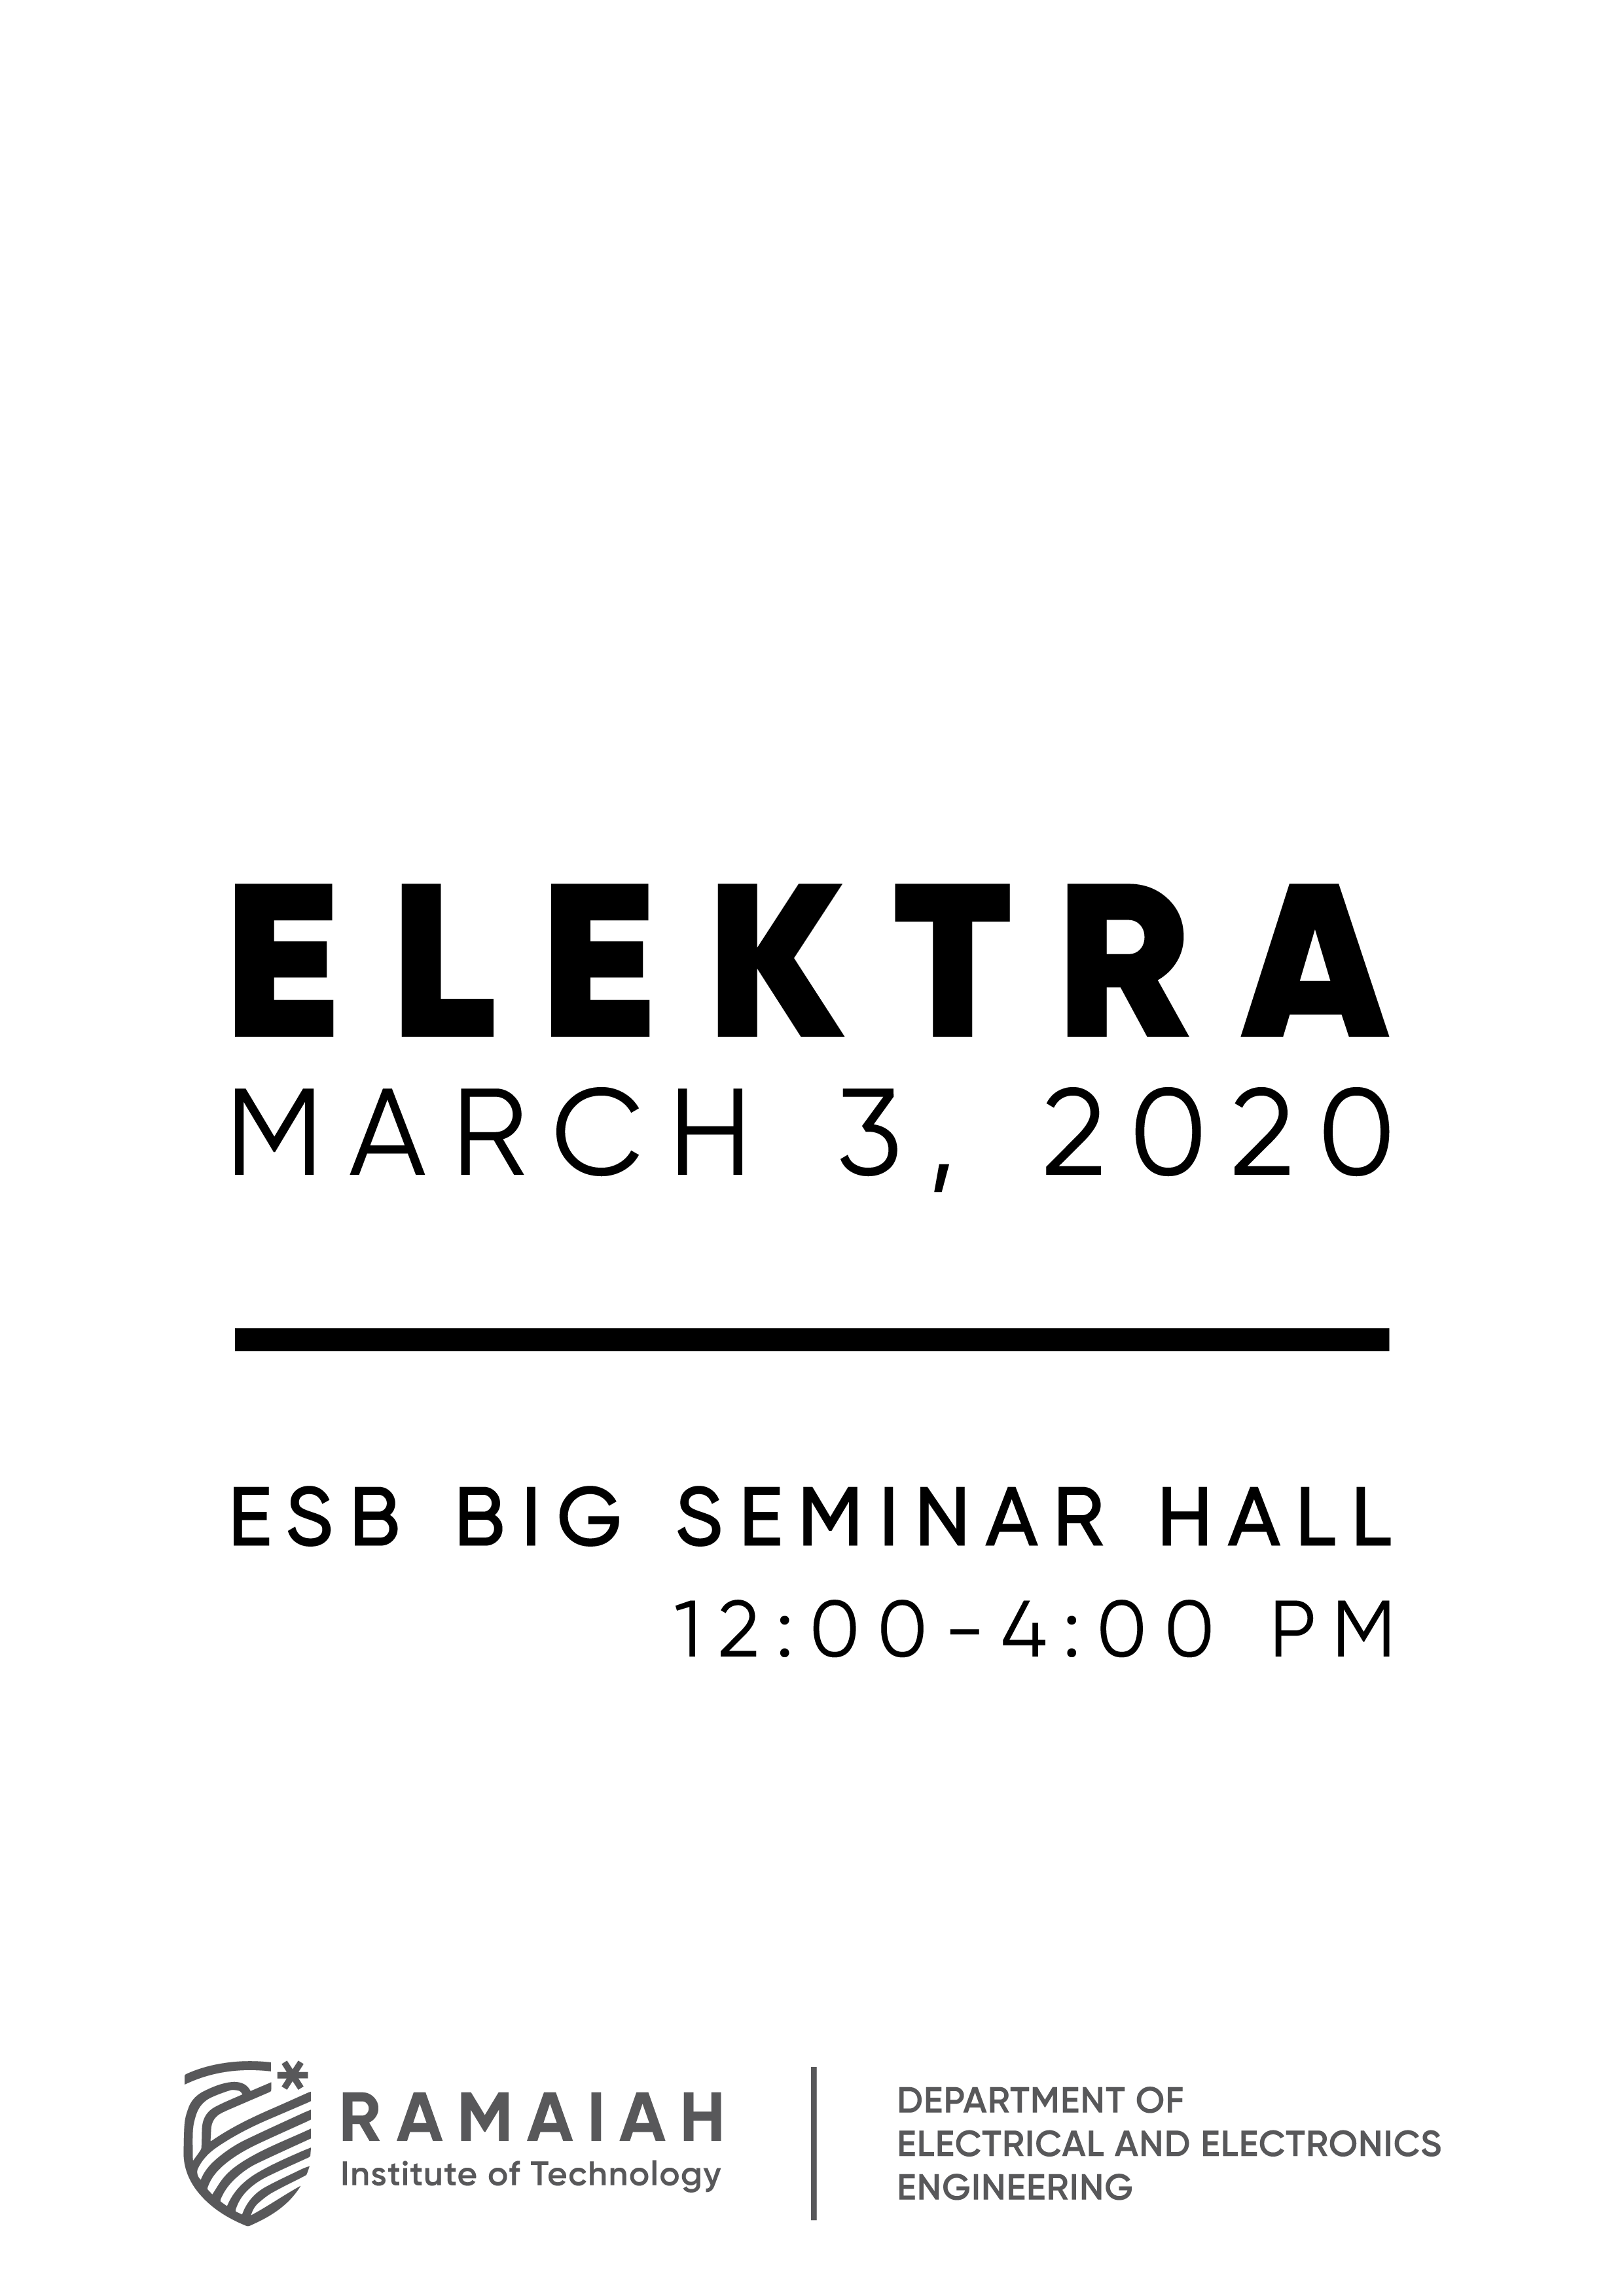 ELEKTRA
MARCH 3, 2020
ESB BIG SEMINAR HALL
12:00-4:00 PM
RAMAIAH
Institute of Technology
DEPARTMENT OF
ELECTRICAL AND ELECTRONICS
ENGINEERING